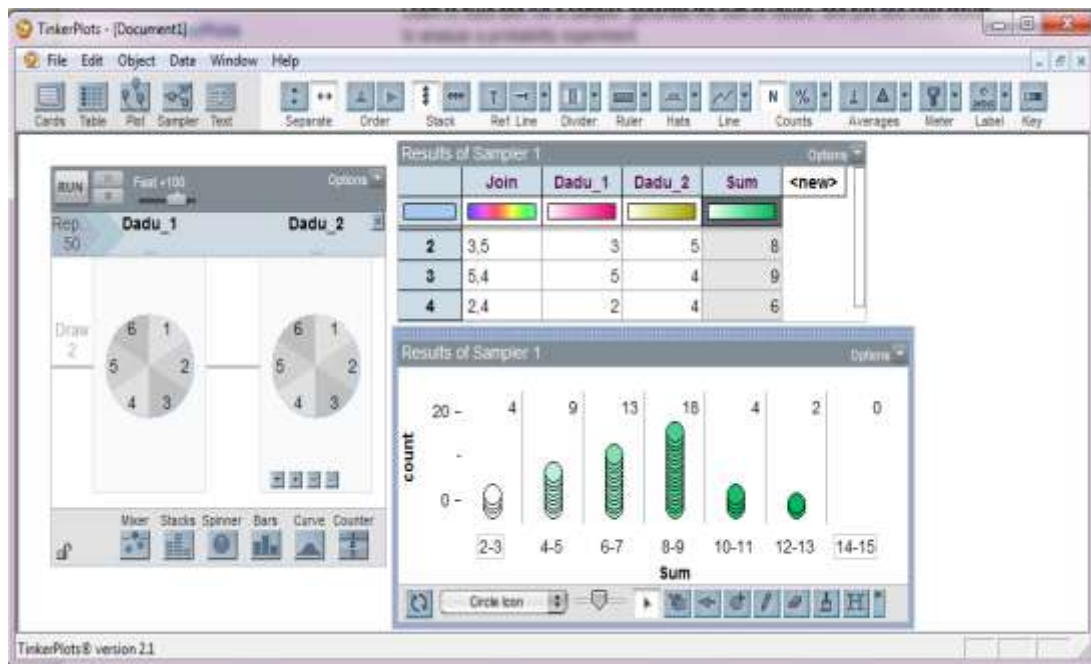 to analyze a probability experiment.
TinkerPlots - [Document1]
File Edit Object Data Window Help
Cards Table Plot Sampler Text Separate Order Stack Ref. Line Divider Ruler Hats Line Counts Averages Meter Label Key
N %
RUN Fast +100 Options
Rep. 50 Dadu_1 Dadu_2
Draw 2
6 1 5 2 4 3
6 1 5 2 4 3
Mixer Stacks Spinner Bars Curve Counter
Results of Sampler 1 Options
Join Dadu_1 Dadu_2 Sum <new>
2 3,5 3 5 8
3 5,4 5 4 9
4 2,4 2 4 6
Results of Sampler 1 Options
20 4 9 13 18 4 2 0
count
0
2-3 4-5 6-7 8-9 10-11 12-13 14-15
Sum
Circle Icon
TinkerPlots® version 2.1